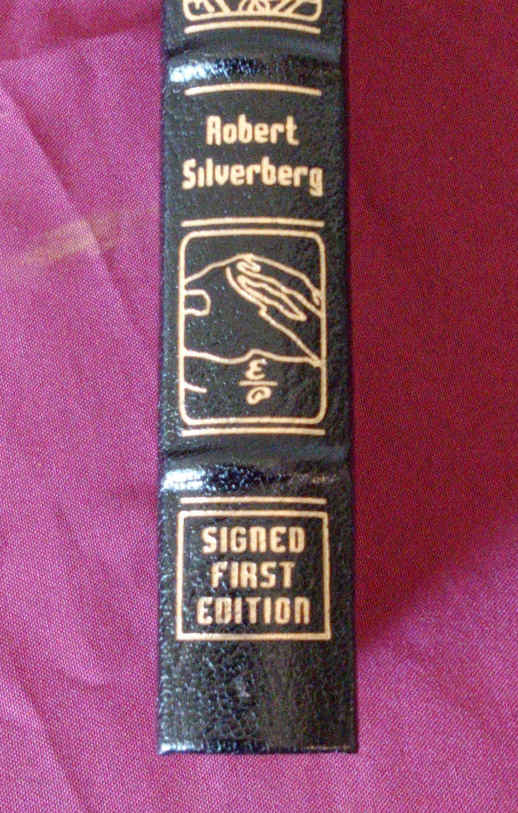 Robert
Silverberg
E
P
SIGNED
FIRST
EDITION